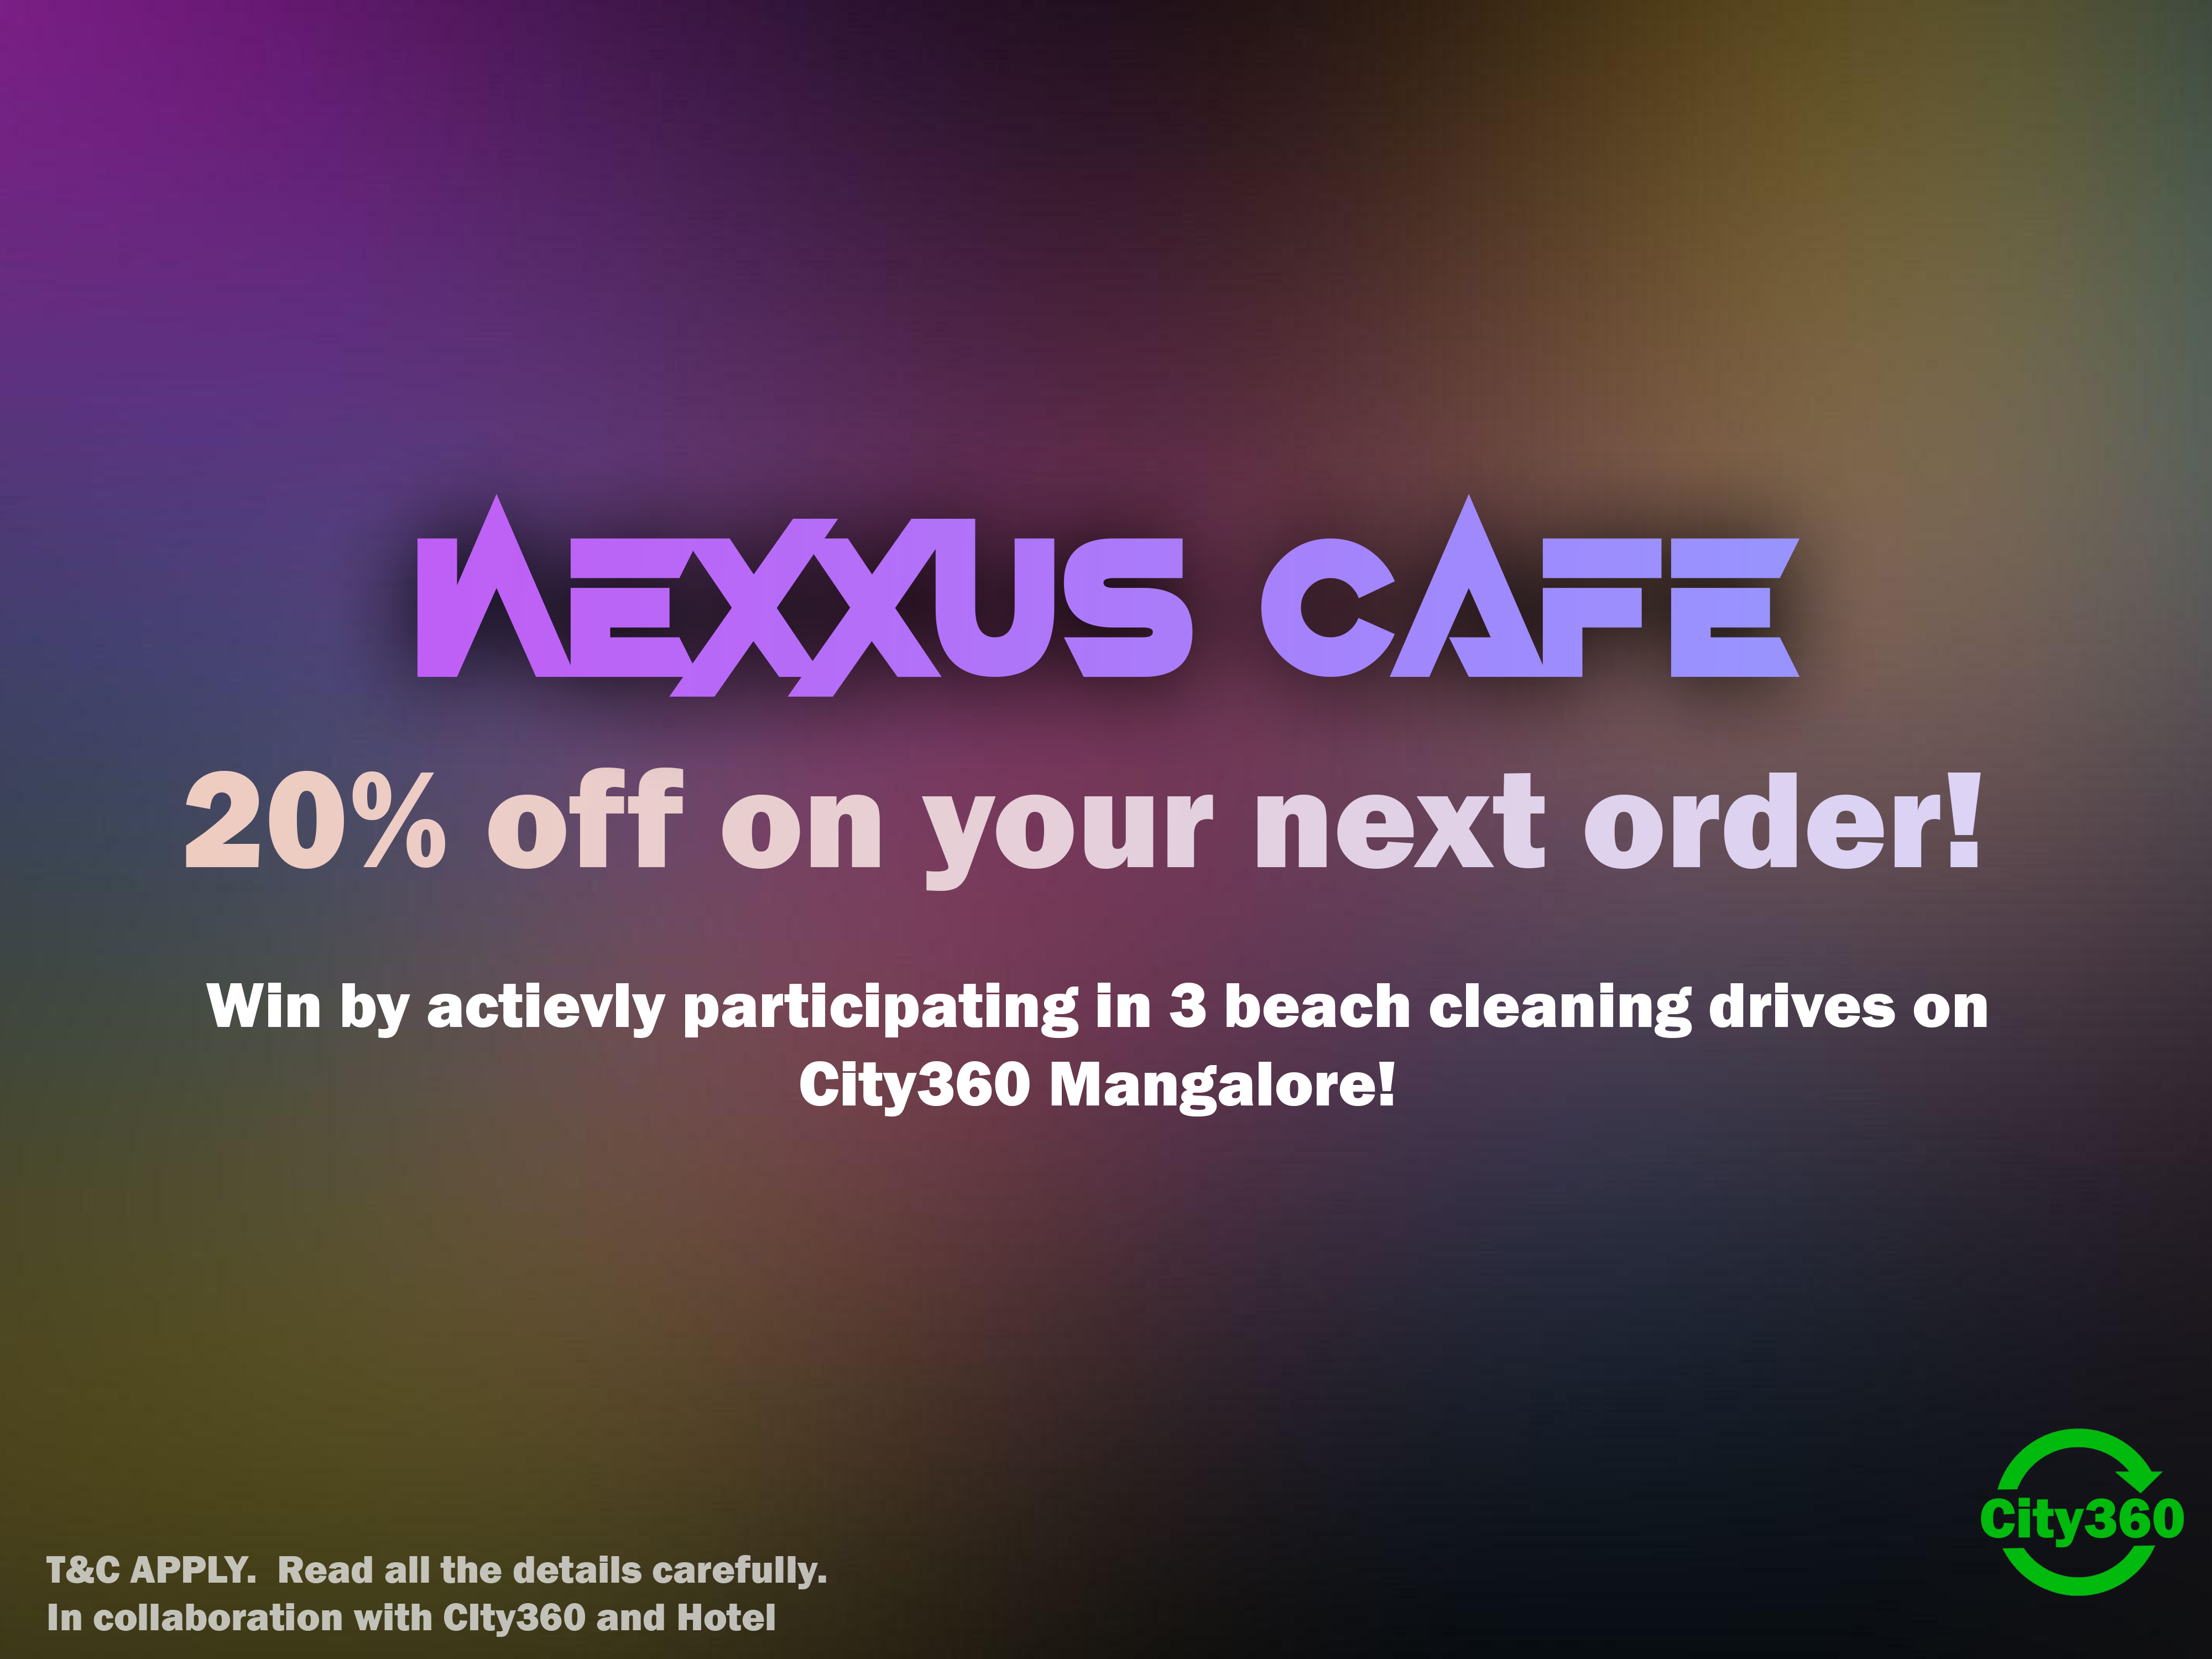 NEXXUS CAFE
20% off on your next order!
Win by actievly participating in 3 beach cleaning drives on
City360 Mangalore!
City360
T&C APPLY.  Read all the details carefully.
In collaboration with CIty360 and Hotel